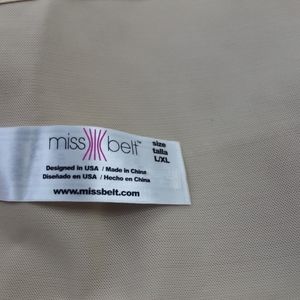 miss belt™
size
talla
L/XL
Designed in USA / Made in China
Diseñado en USA / Hecho en China
www.missbelt.com